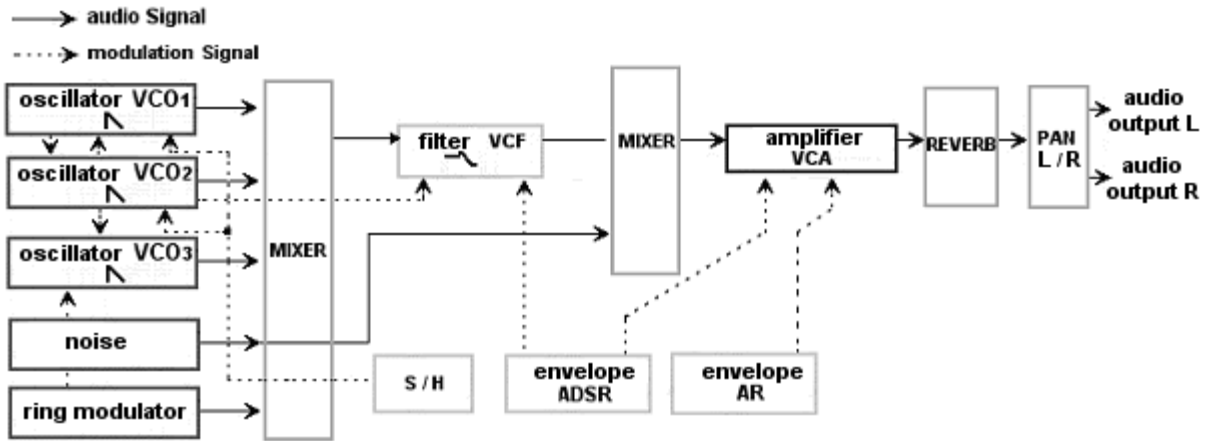 audio Signal
modulation Signal
oscillator VCO1
oscillator VCO2
oscillator VCO3
noise
ring modulator
MIXER
filter VCF
MIXER
amplifier
VCA
REVERB
PAN
L / R
audio
output L
audio
output R
S / H
envelope
ADSR
envelope
AR